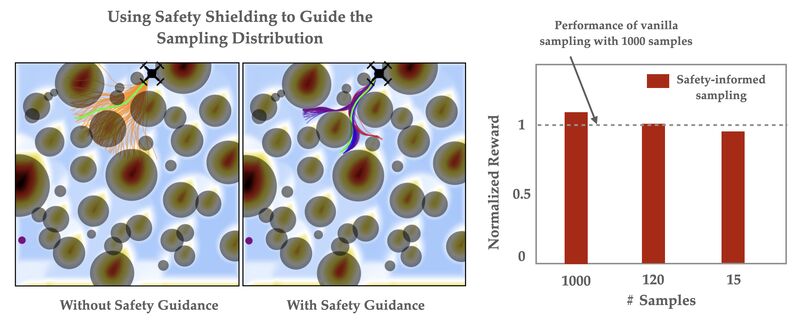 Using Safety Shielding to Guide the
Sampling Distribution
Without Safety Guidance
With Safety Guidance
Performance of vanilla
sampling with 1000 samples
Safety-informed
sampling
Normalized Reward
1
0.5
0
1000
120
15
# Samples